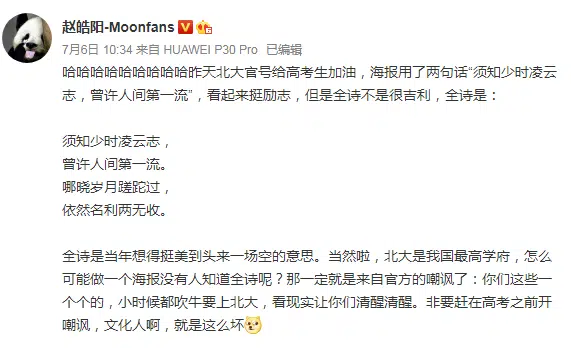 赵皓阳-Moonfans
7月6日 10:34 来自 HUAWEI P30 Pro 已编辑
哈哈哈哈哈哈哈哈哈昨天北大官号给高考生加油，海报用了两句话“须知少时凌云
志，曾许人间第一流”，看起来挺励志，但是全诗不是很吉利，全诗是：
须知少时凌云志，
曾许人间第一流。
哪晓岁月蹉跎过，
依然名利两无收。
全诗是当年想得挺美到头来一场空的意思。当然啦，北大是我国最高学府，怎么
可能做一个海报没有人知道全诗呢？那一定就是来自官方的嘲讽了：你们这些一
个个的，小时候都吹牛要上北大，看现实让你们清醒清醒。非要赶在高考之前开
嘲讽，文化人啊，就是这么坏